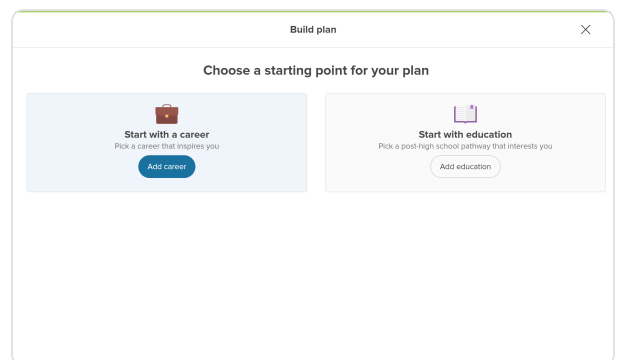 Build plan
Choose a starting point for your plan
Start with a career
Pick a career that inspires you
Add career
Start with education
Pick a post-high school pathway that interests you
Add education